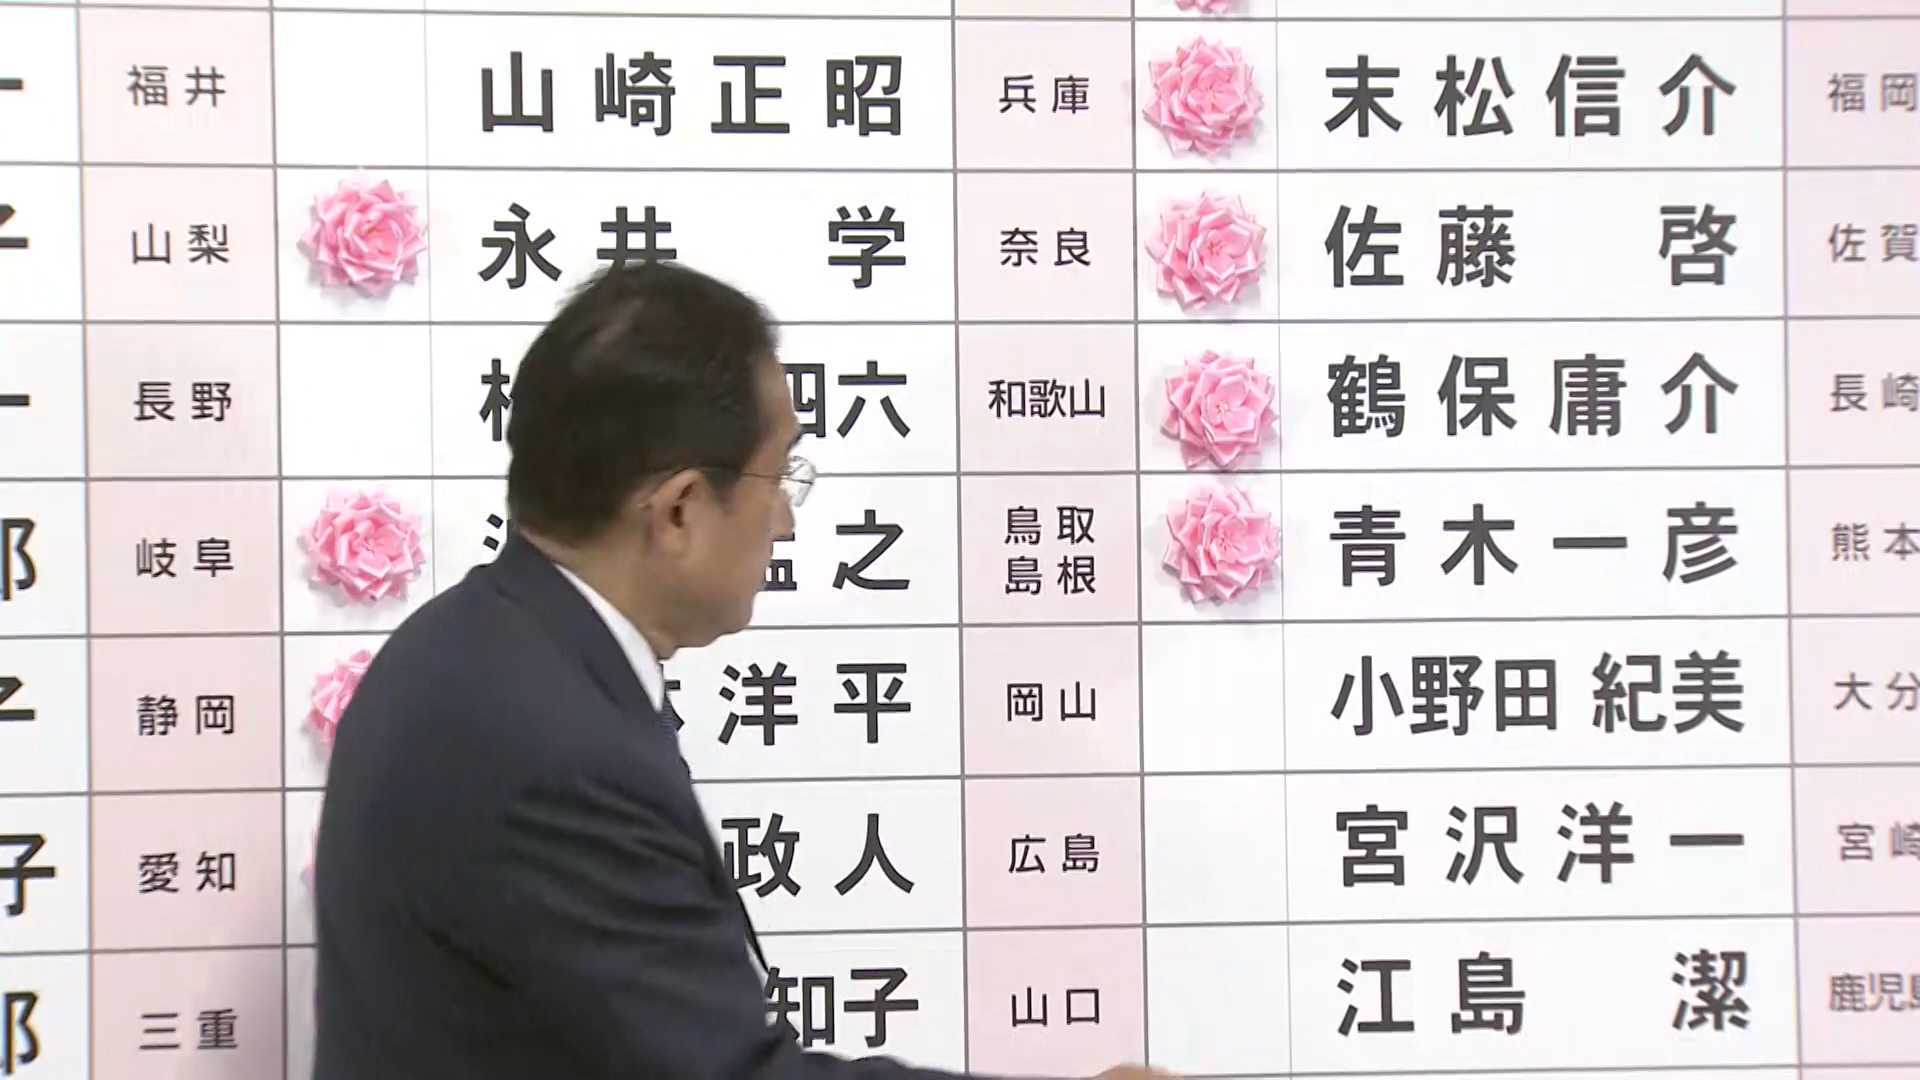 福井 山崎正昭 兵庫 末松信介 福岡
山梨 永井 学 奈良 佐藤 啓 佐賀
長野 四六 和歌山 鶴保庸介 長崎
岐阜 之 鳥取 島根 青木一彦 熊本
静岡 洋平 岡山 小野田紀美 大分
愛知 政人 広島 宮沢洋一 宮崎
三重 知子 山口 江島 潔 鹿児島